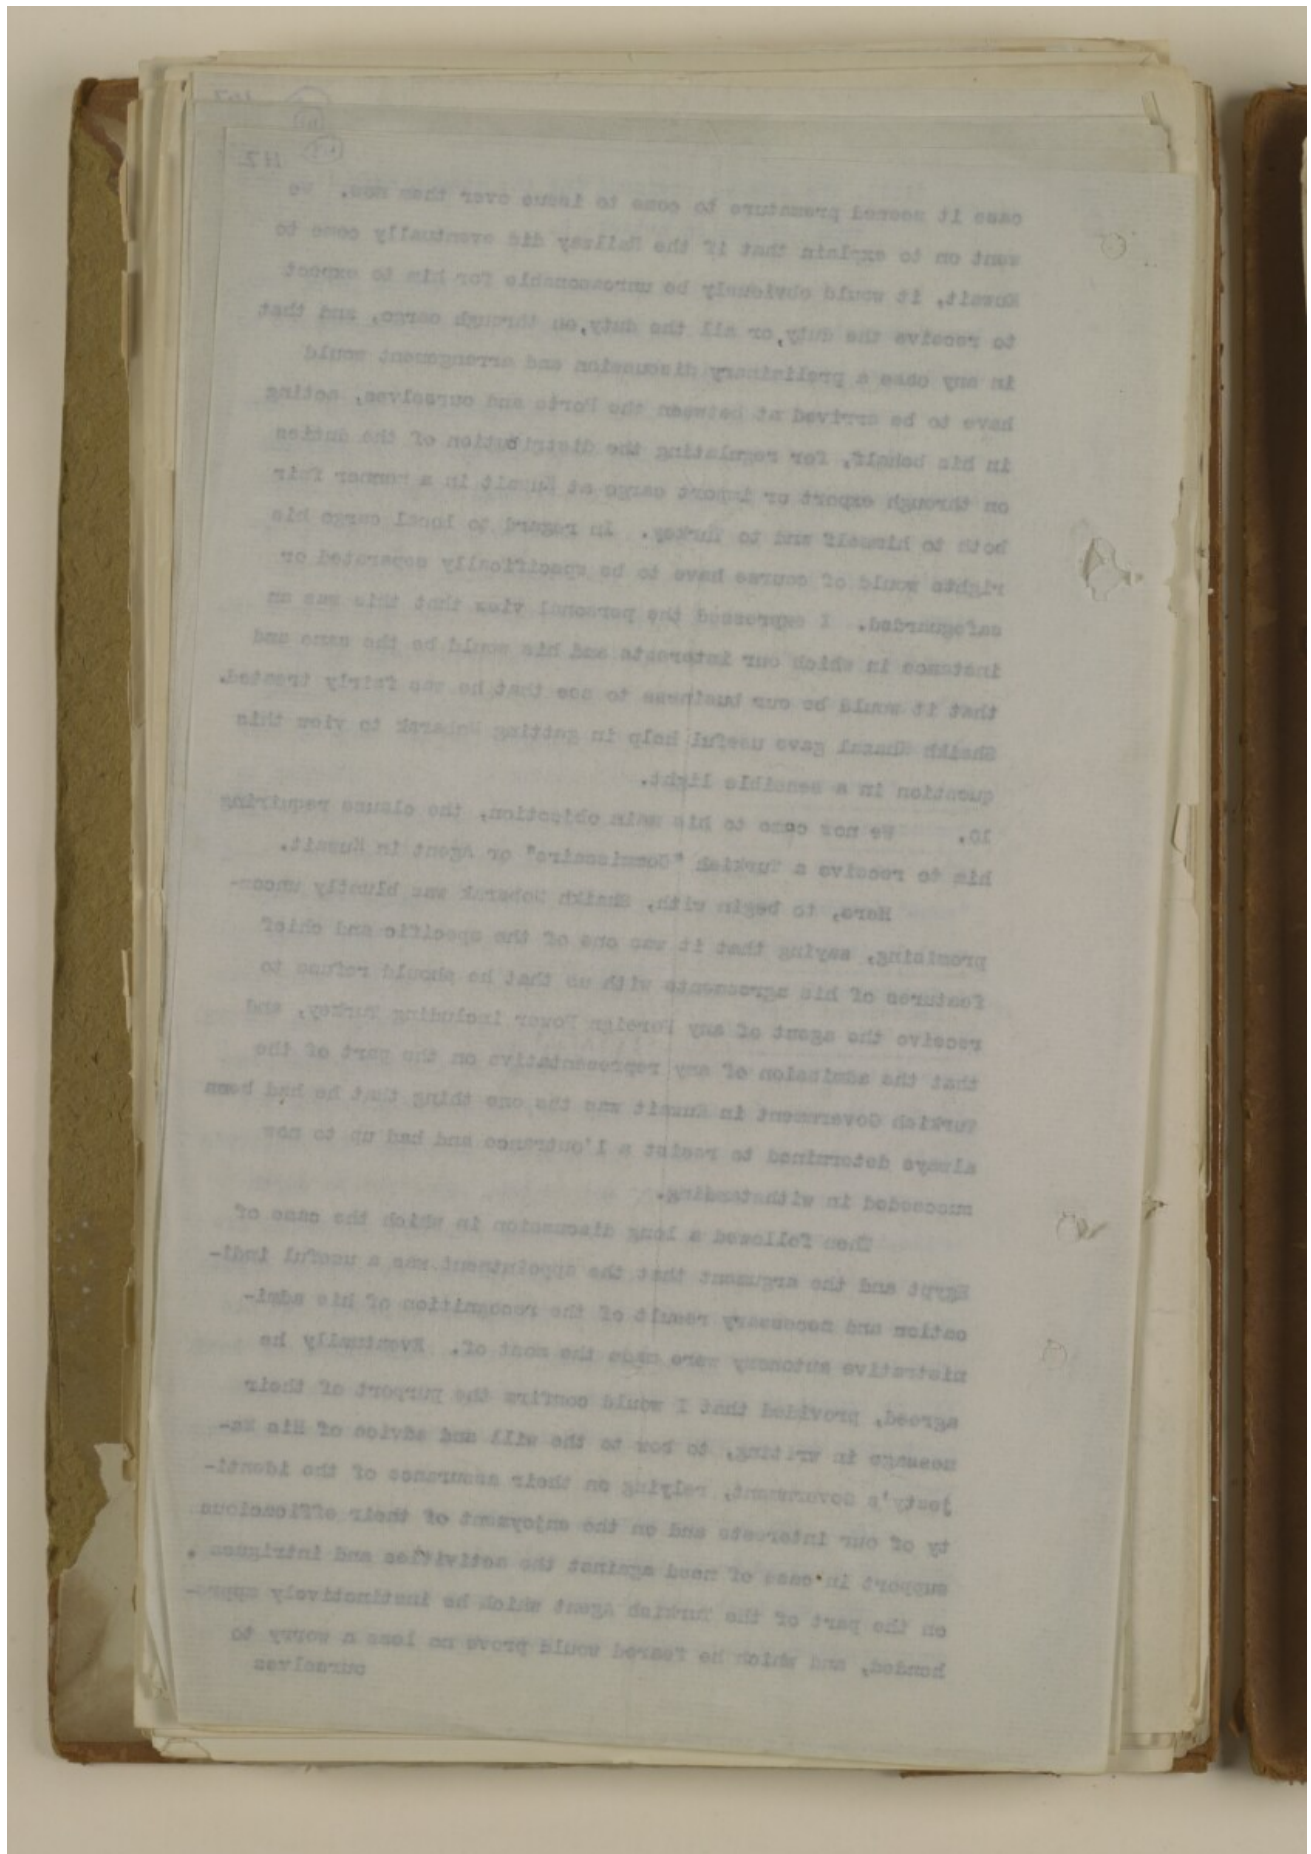 112
case it seemed premature to come to issue over them now. We
went on to explain that if the Railway did eventually come to
Kuwait, it would obviously be unreasonable for him to expect
to receive the duty, or all the duty, on through cargo, and that
in any case a preliminary discussion and arrangement would
have to be arrived at between the Porte and ourselves, acting
in his behalf, for regulating the distribution of the duties
on through export or import cargo at Kuwait in a manner fair
both to himself and to Turkey. In regard to local cargo his
rights would of course have to be specifically separated or
safeguarded. I expressed the personal view that this was an
instance in which our interests and his would be the same and
that it would be our business to see that he was fairly treated.
Shaikh Khazal gave useful help in getting Mobarak to view this
question in a sensible light.
10. We now came to his main objection, the clause requiring
him to receive a Turkish "Commissaire" or Agent in Kuwait.
Here, to begin with, Shaikh Mobarak was bluntly uncom-
promising, saying that it was one of the specific and chief
features of his agreements with us that he should refuse to
receive the agent of any Foreign Power including Turkey, and
that the admission of any representative on the part of the
Turkish Government in Kuwait was the one thing that he had been
always determined to resist a l'outrance and had up to now
succeeded in withstanding.
Then followed a long discussion in which the case of
Egypt and the argument that the appointment was a useful indi-
cation and necessary result of the recognition of his admi-
nistrative autonomy were made the most of. Eventually he
agreed, provided that I would confirm the purport of their
message in writing, to bow to the will and advice of His Ma-
jesty's Government, relying on their assurance of the identi-
ty of our interests and on the enjoyment of their efficacious
support in case of need against the activities and intrigues
on the part of the Turkish Agent which he instinctively appre-
hended, and which he feared would prove no less a worry to
ourselves